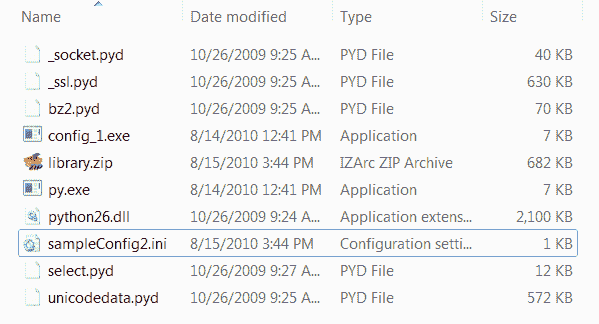 Name Date modified Type Size
_socket.pyd 10/26/2009 9:25 A... PYD File 40 KB
_ssl.pyd 10/26/2009 9:25 A... PYD File 630 KB
bz2.pyd 10/26/2009 9:25 A... PYD File 70 KB
config_1.exe 8/14/2010 12:41 PM Application 7 KB
library.zip 8/15/2010 3:44 PM IZArc ZIP Archive 682 KB
py.exe 8/14/2010 12:41 PM Application 7 KB
python26.dll 10/26/2009 9:24 A... Application extens... 2,100 KB
sampleConfig2.ini 8/15/2010 3:44 PM Configuration setti... 1 KB
select.pyd 10/26/2009 9:27 A... PYD File 12 KB
unicodedata.pyd 10/26/2009 9:25 A... PYD File 572 KB